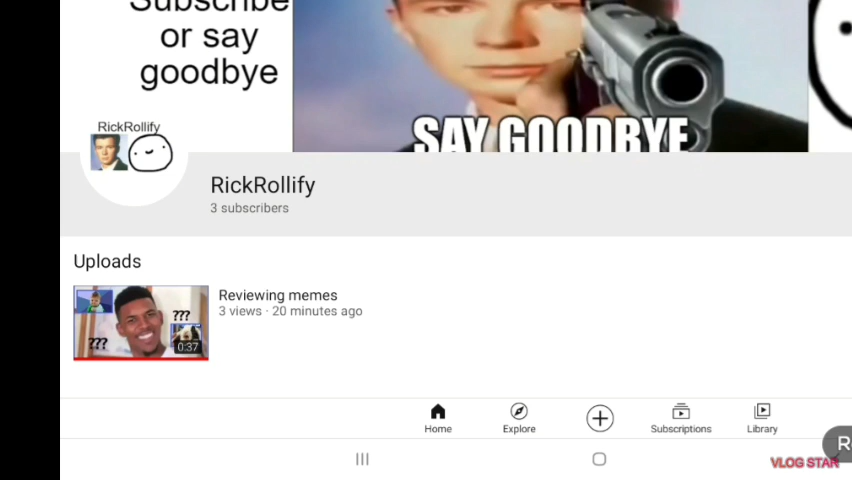 Subscribe
or say
goodbye
SAY GOODBYE
RickRollify
RickRollify
3 subscribers
Uploads
Reviewing memes
3 views · 20 minutes ago
???
???
0:37
Home
Explore
Subscriptions
Library
R
VLOG STAR